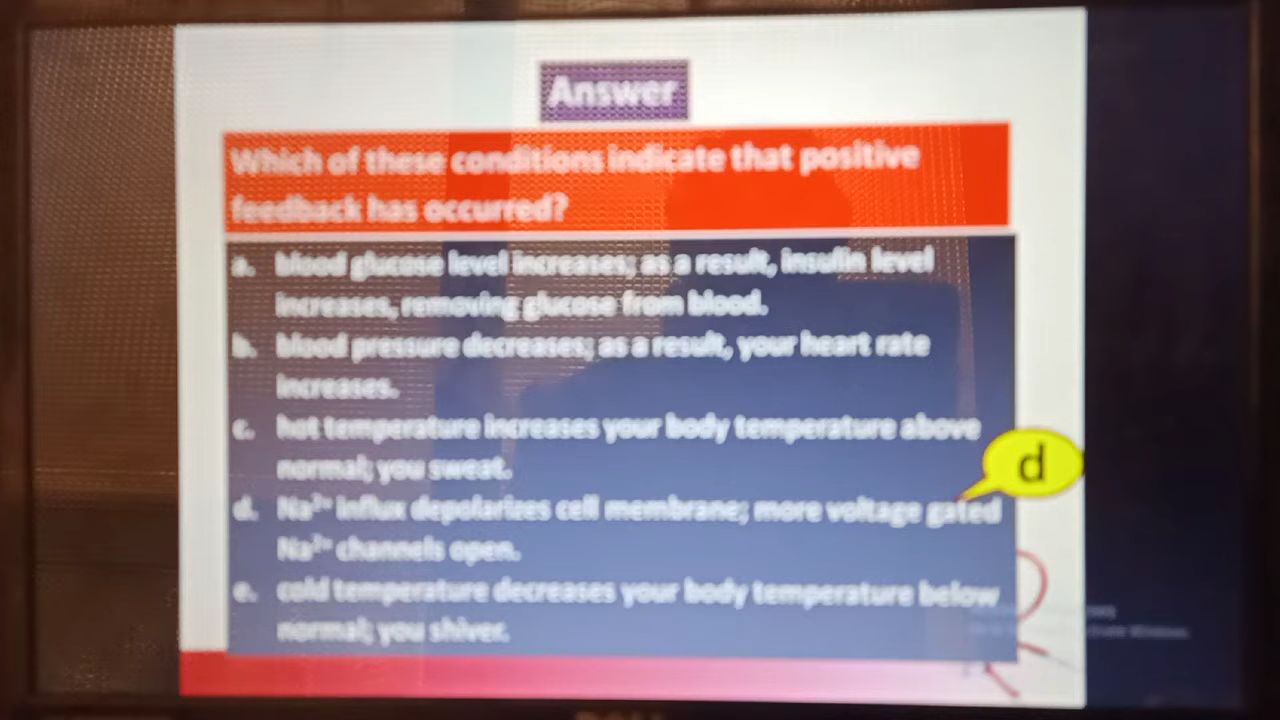 Answer
Which of these conditions indicate that positive
feedback has occurred?
a. blood glucose level increases; as a result, insulin level
increases, removing glucose from blood.
b. blood pressure decreases; as a result, your heart rate
increases.
c. hot temperature increases your body temperature above
normal; you sweat.
d
d. Na²⁺ influx depolarizes cell membrane; more voltage gated
Na²⁺ channels open.
e. cold temperature decreases your body temperature below
normal; you shiver.